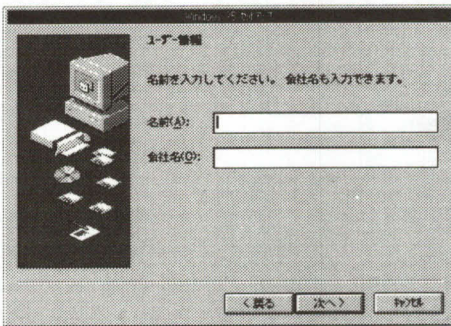 ユーザー情報
名前を入力してください。 会社名も入力できます。
名前(A):
会社名(O):
<戻る
次へ>
キャンセル